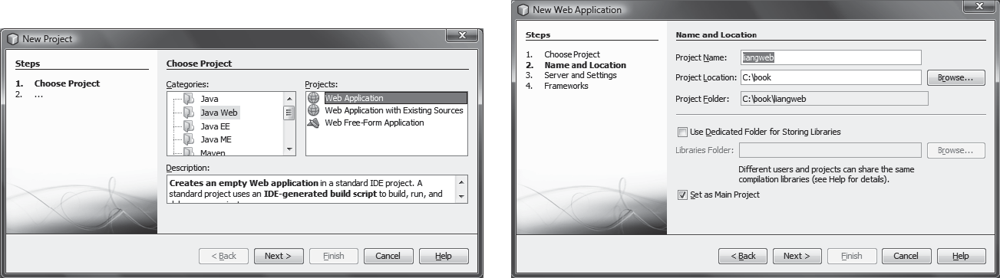 New Project
Steps
1. Choose Project
2. ...
Choose Project
Categories:
Java
Java Web
Java EE
Java ME
Maven
Projects:
Web Application
Web Application with Existing Sources
Web Free-Form Application
Description:
Creates an empty Web application in a standard IDE project. A
standard project uses an IDE-generated build script to build, run, and
< Back
Next >
Finish
Cancel
Help
New Web Application
Steps
1. Choose Project
2. Name and Location
3. Server and Settings
4. Frameworks
Name and Location
Project Name: liangweb
Project Location: C:\book Browse...
Project Folder: C:\book\liangweb
Use Dedicated Folder for Storing Libraries
Libraries Folder: Browse...
Different users and projects can share the same
compilation libraries (see Help for details).
Set as Main Project
< Back
Next >
Finish
Cancel
Help